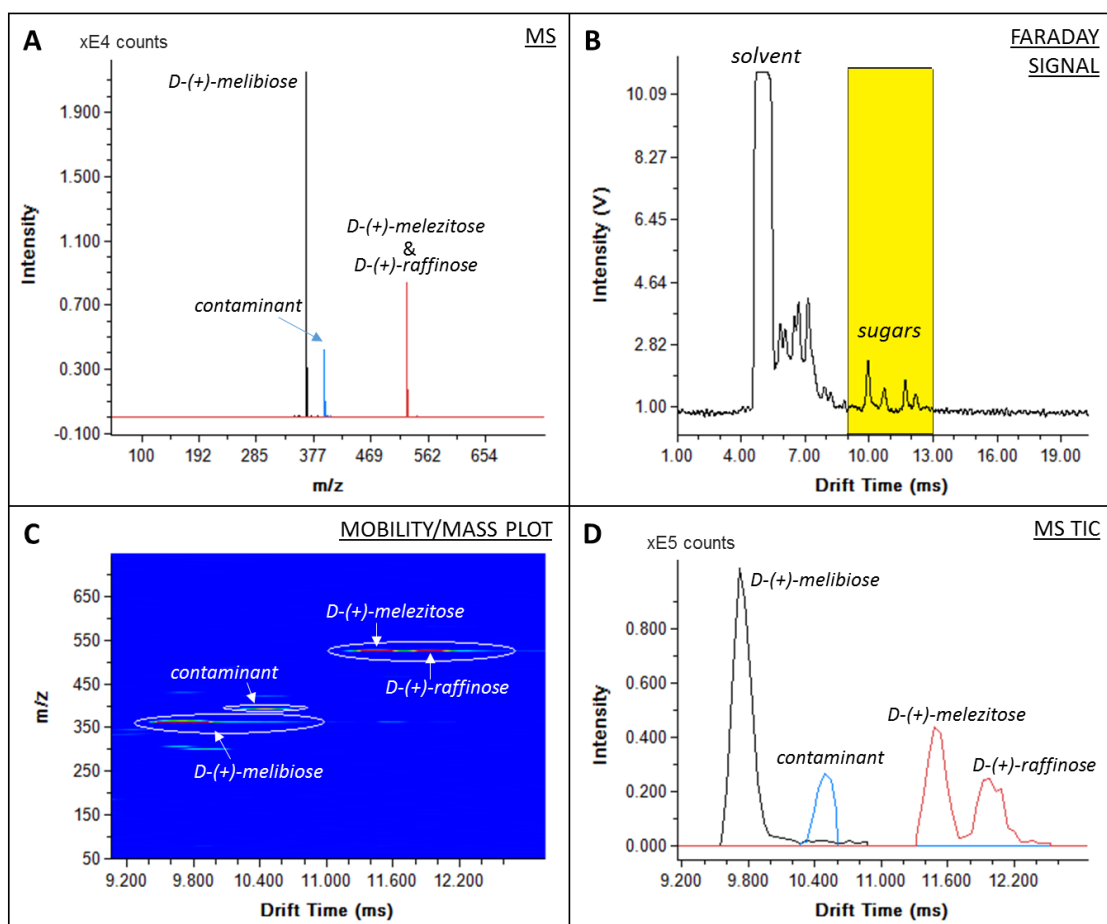 A
xE4 counts
MS
D-(+)-melibiose
1.900
1.500
1.100
0.700
0.300
-0.100
Intensity
D-(+)-melezitose
&
D-(+)-raffinose
contaminant
100 192 285 377 469 562 654
m/z
B
FARADAY
SIGNAL
solvent
10.09
8.27
6.45
4.64
2.82
1.00
Intensity (V)
sugars
1.00 4.00 7.00 10.00 13.00 16.00 19.00
Drift Time (ms)
C
MOBILITY/MASS PLOT
650
550
450
350
250
150
50
m/z
D-(+)-melezitose
contaminant
D-(+)-raffinose
D-(+)-melibiose
9.200 9.800 10.400 11.000 11.600 12.200
Drift Time (ms)
D
MS TIC
xE5 counts
D-(+)-melibiose
0.800
0.600
0.400
0.200
0.000
Intensity
D-(+)-melezitose
contaminant
D-(+)-raffinose
9.200 9.800 10.400 11.000 11.600 12.200
Drift Time (ms)